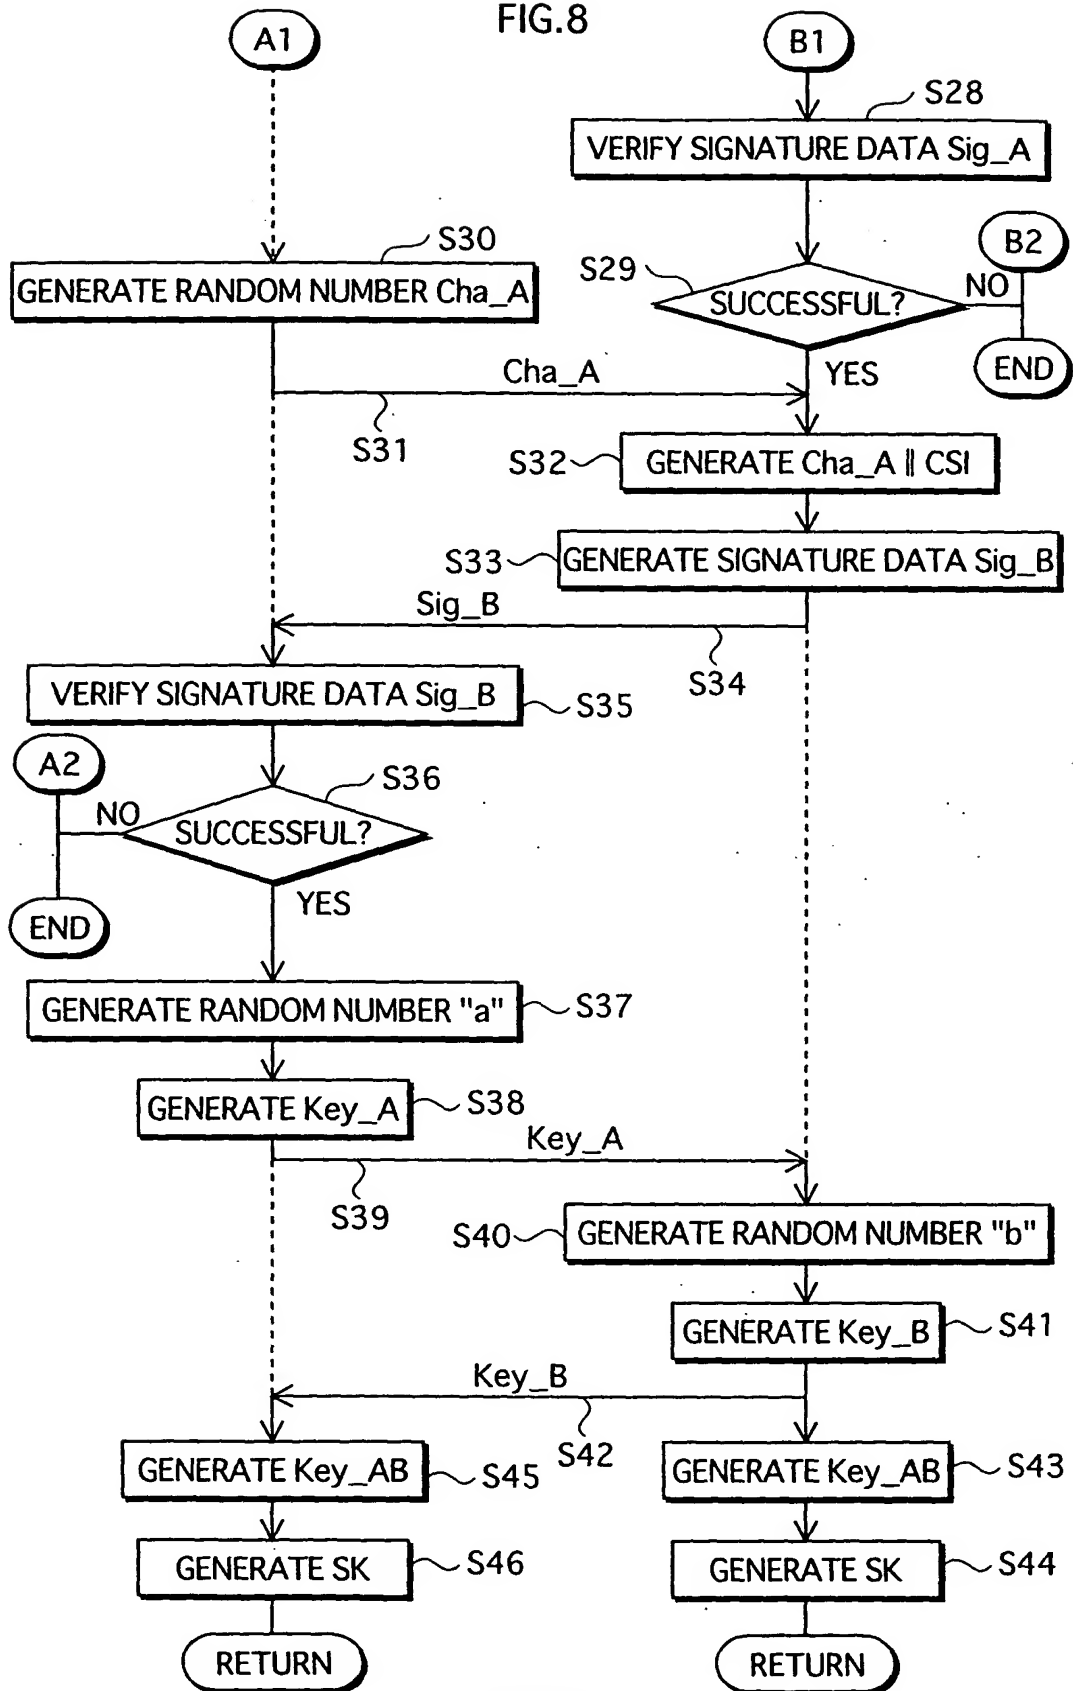 FIG.8
A1
B1
S28
VERIFY SIGNATURE DATA Sig_A
S30
GENERATE RANDOM NUMBER Cha_A
S29
SUCCESSFUL?
NO
B2
END
YES
Cha_A
S31
S32
GENERATE Cha_A || CSI
S33
GENERATE SIGNATURE DATA Sig_B
Sig_B
S34
VERIFY SIGNATURE DATA Sig_B
S35
A2
S36
NO
SUCCESSFUL?
YES
END
GENERATE RANDOM NUMBER "a"
S37
GENERATE Key_A
S38
Key_A
S39
S40
GENERATE RANDOM NUMBER "b"
GENERATE Key_B
S41
Key_B
S42
GENERATE Key_AB
S45
GENERATE Key_AB
S43
GENERATE SK
S46
GENERATE SK
S44
RETURN
RETURN